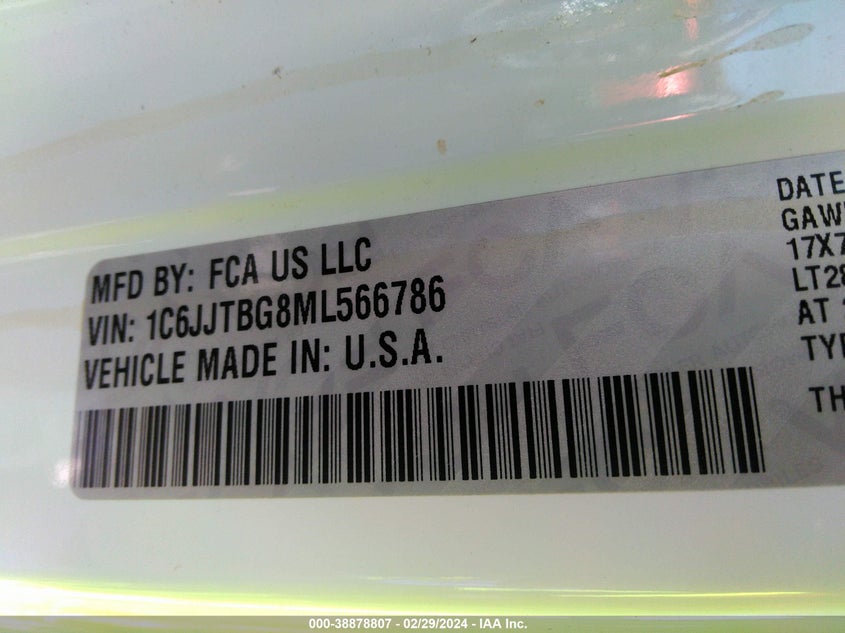 MFD BY: FCA US LLC
VIN: 1C6JJTBG8ML566786
VEHICLE MADE IN: U.S.A.
DATE
GAW
17X7
LT28
AT
TYP
TH
000-38878807 - 02/29/2024 - IAA Inc.